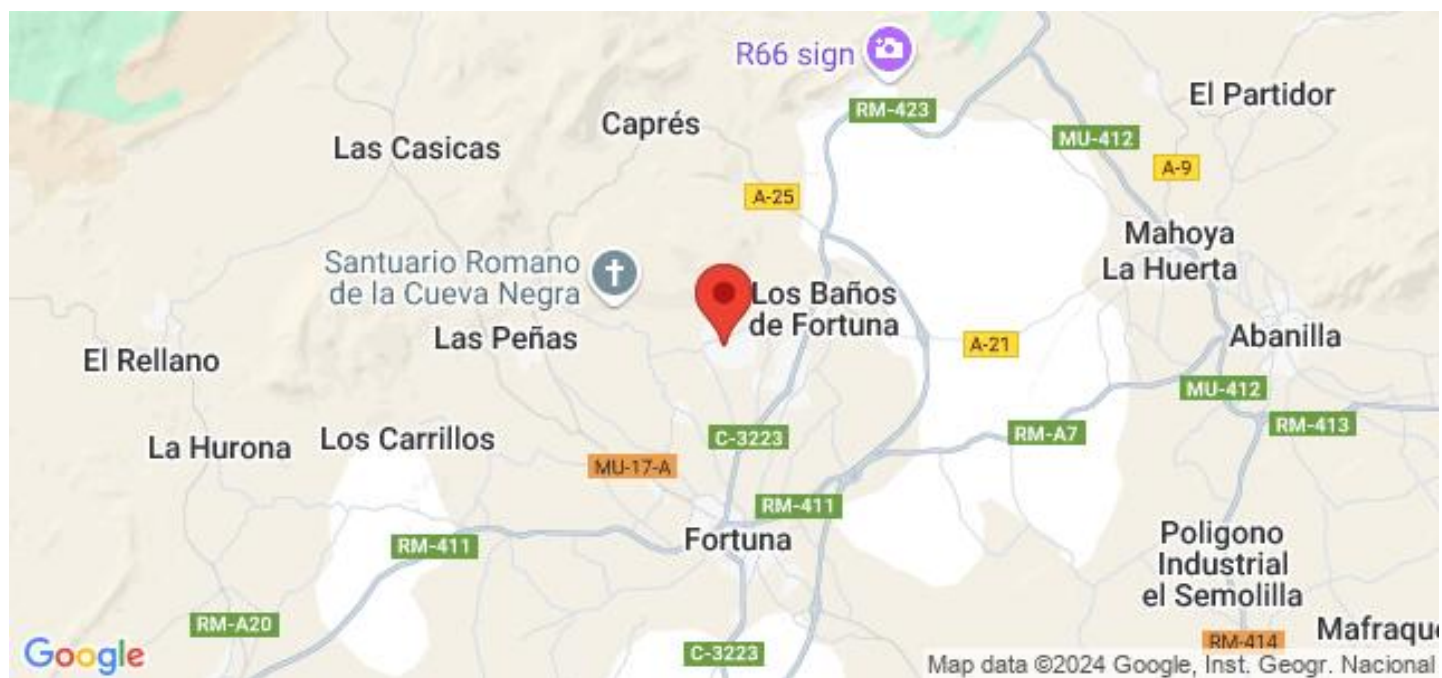 R66 sign
RM-423
El Partidor
Caprés
MU-412
Las Casicas
A-9
A-25
Mahoya
Santuario Romano
de la Cueva Negra
La Huerta
Los Baños
de Fortuna
Las Peñas
A-21
Abanilla
El Rellano
MU-412
C-3223
RM-A7
RM-413
La Hurona
Los Carrillos
MU-17-A
RM-411
Fortuna
RM-411
Poligono
Industrial
el Semolilla
RM-A20
Mafraque
RM-414
Google
C-3223
Map data ©2024 Google, Inst. Geogr. Nacional